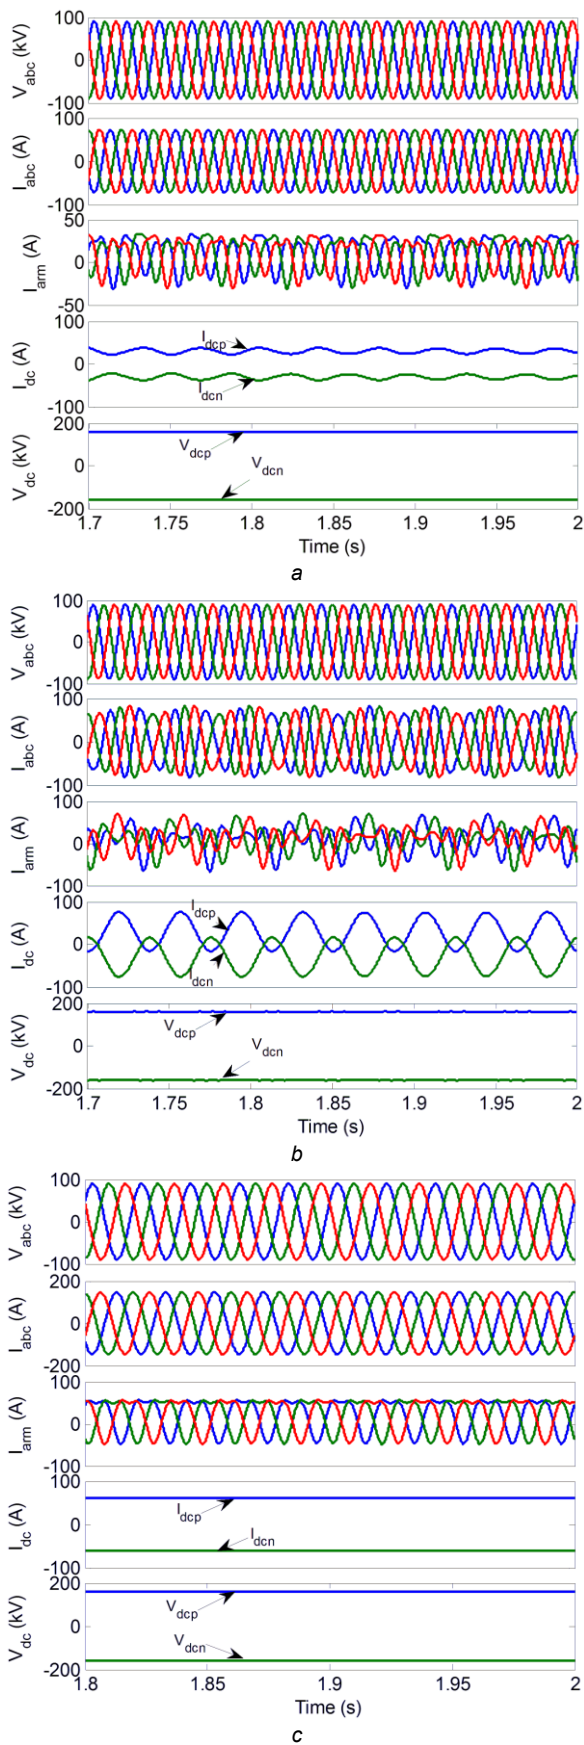 100
V_abc (kV)
0
-100
100
I_abc (A)
0
-100
50
I_arm (A)
0
-50
100
I_dcp
I_dc (A)
0
I_dcn
-100
200
V_dc (kV)
V_dcp
V_dcn
0
-200
1.7 1.75 1.8 1.85 1.9 1.95 2
Time (s)
a
100
V_abc (kV)
0
-100
100
I_abc (A)
0
-100
100
I_arm (A)
0
-100
100
I_dcp
I_dc (A)
0
I_dcn
-100
200
V_dc (kV)
V_dcp
V_dcn
0
-200
1.7 1.75 1.8 1.85 1.9 1.95 2
Time (s)
b
100
V_abc (kV)
0
-100
200
I_abc (A)
0
-200
100
I_arm (A)
0
-100
100
I_dc (A)
I_dcp
0
I_dcn
-100
200
V_dc (kV)
V_dcp
0
V_dcn
-200
1.8 1.85 1.9 1.95 2
Time (s)
c